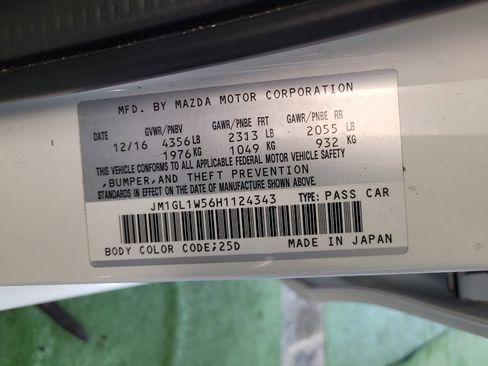 MFD. BY MAZDA MOTOR CORPORATION
DATE GVWR/PNBV GAWR/PNBE FRT GAWR/PNBE RR
12/16 4356LB 2313 LB 2055 LB
1976KG 1049 KG 932 KG
THIS VEHICLE CONFORMS TO ALL APPLICABLE FEDERAL MOTOR VEHICLE SAFETY
,BUMPER,AND THEFT PREVENTION
STANDARDS IN EFFECT ON THE DATE OF MANUFACTURE SHOWN ABOVE.
JM1GL1W56H1124343 TYPE: PASS CAR
BODY COLOR CODE;25D MADE IN JAPAN